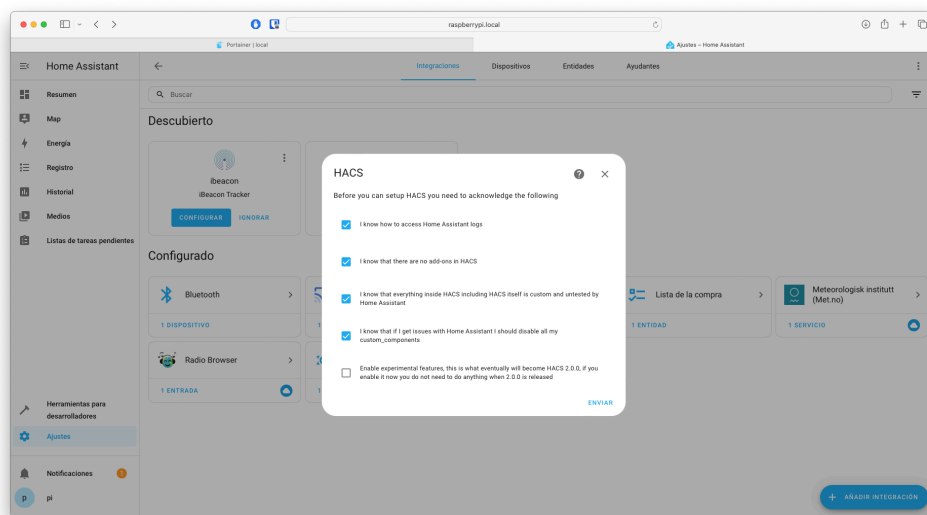 raspberrypi.local
Portainer | local
Ajustes – Home Assistant
Home Assistant
Integraciones
Dispositivos
Entidades
Ayudantes
Resumen
Map
Energía
Registro
Historial
Medios
Listas de tareas pendientes
Herramientas para
desarrolladores
Ajustes
Notificaciones
p
pi
Buscar
Descubierto
ibeacon
iBeacon Tracker
CONFIGURAR
IGNORAR
Configurado
Bluetooth
1 DISPOSITIVO
Lista de la compra
1 ENTIDAD
Meteorologisk institutt
(Met.no)
1 SERVICIO
Radio Browser
1 ENTRADA
HACS
Before you can setup HACS you need to acknowledge the following
I know how to access Home Assistant logs
I know that there are no add-ons in HACS
I know that everything inside HACS including HACS itself is custom and untested by
Home Assistant
I know that if I get issues with Home Assistant I should disable all my
custom_components
Enable experimental features, this is what eventually will become HACS 2.0.0, if you
enable it now you do not need to do anything when 2.0.0 is released
ENVIAR
+ AÑADIR INTEGRACIÓN